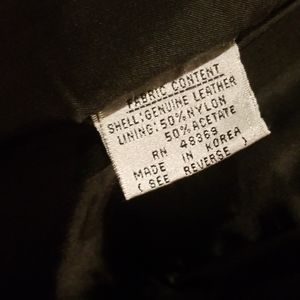 FABRIC CONTENT
SHELL: GENUINE LEATHER
LINING: 50% NYLON
50% ACETATE
RN 48369
MADE IN KOREA
( SEE REVERSE )